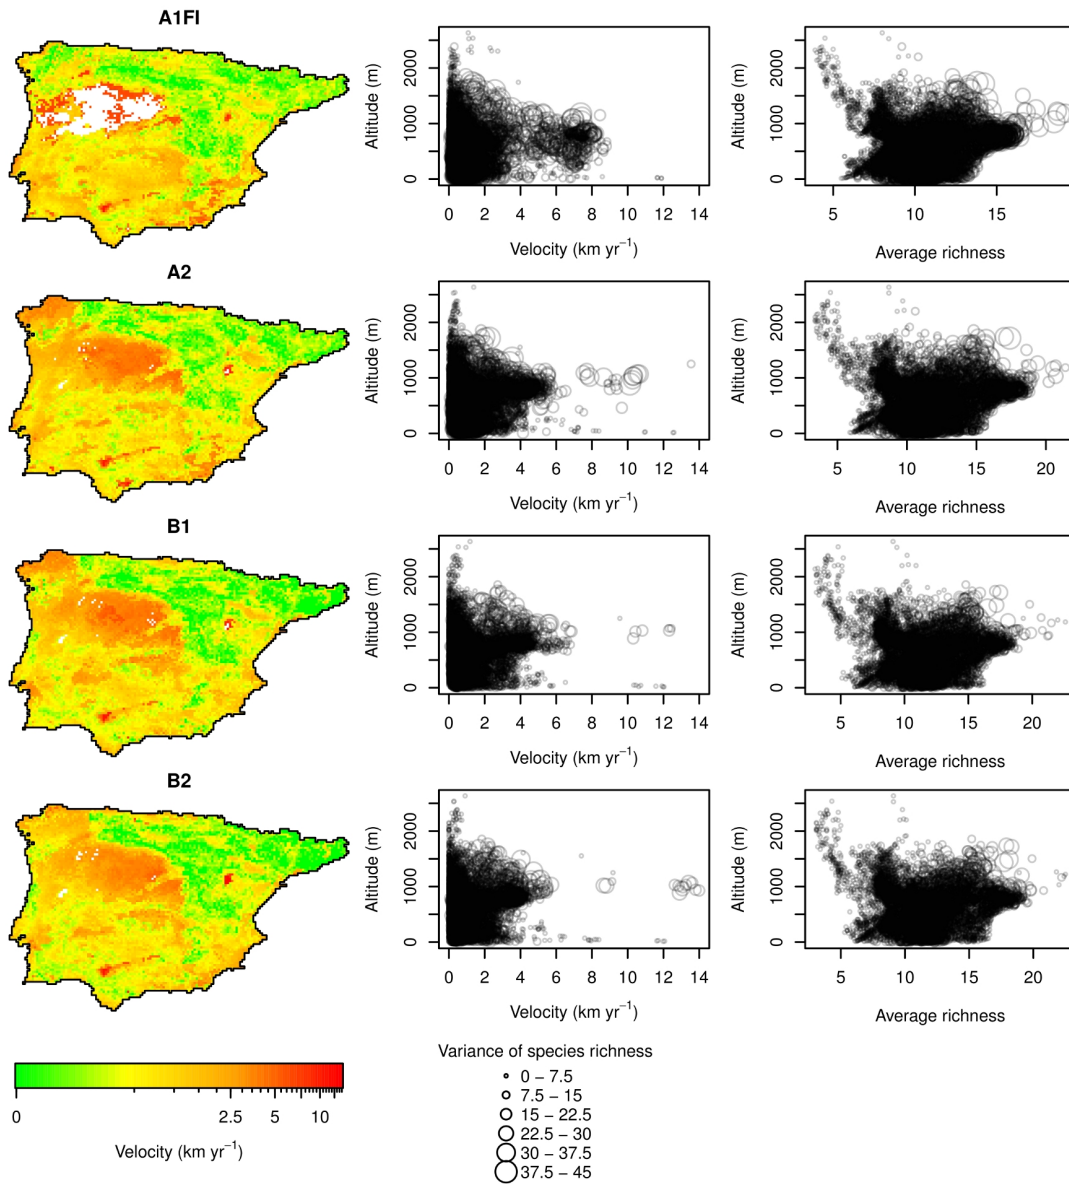 A1FI
Altitude (m)
0
1000
2000
0 2 4 6 8 10 12 14
Velocity (km yr⁻¹)
Altitude (m)
0
1000
2000
5 10 15
Average richness
A2
Altitude (m)
0
1000
2000
0 2 4 6 8 10 12 14
Velocity (km yr⁻¹)
Altitude (m)
0
1000
2000
5 10 15 20
Average richness
B1
Altitude (m)
0
1000
2000
0 2 4 6 8 10 12 14
Velocity (km yr⁻¹)
Altitude (m)
0
1000
2000
5 10 15 20
Average richness
B2
Altitude (m)
0
1000
2000
0 2 4 6 8 10 12 14
Velocity (km yr⁻¹)
Altitude (m)
0
1000
2000
5 10 15 20
Average richness
0 2.5 5 10
Velocity (km yr⁻¹)
Variance of species richness
0 − 7.5
7.5 − 15
15 − 22.5
22.5 − 30
30 − 37.5
37.5 − 45